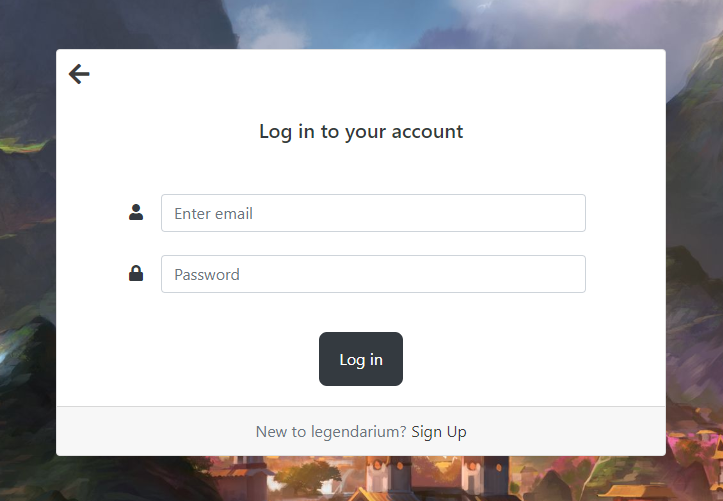 Log in to your account
Enter email
Password
Log in
New to legendarium? Sign Up